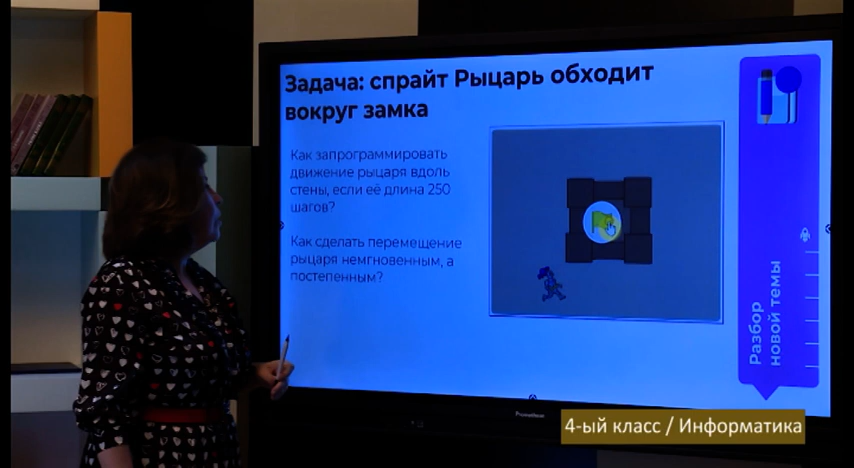 Задача: спрайт Рыцарь обходит
вокруг замка
Как запрограммировать
движение рыцаря вдоль
стены, если её длина 250
шагов?
Как сделать перемещение
рыцаря немгновенным, а
постепенным?
Разбор
новой темы
Promethean
4-ый класс / Информатика